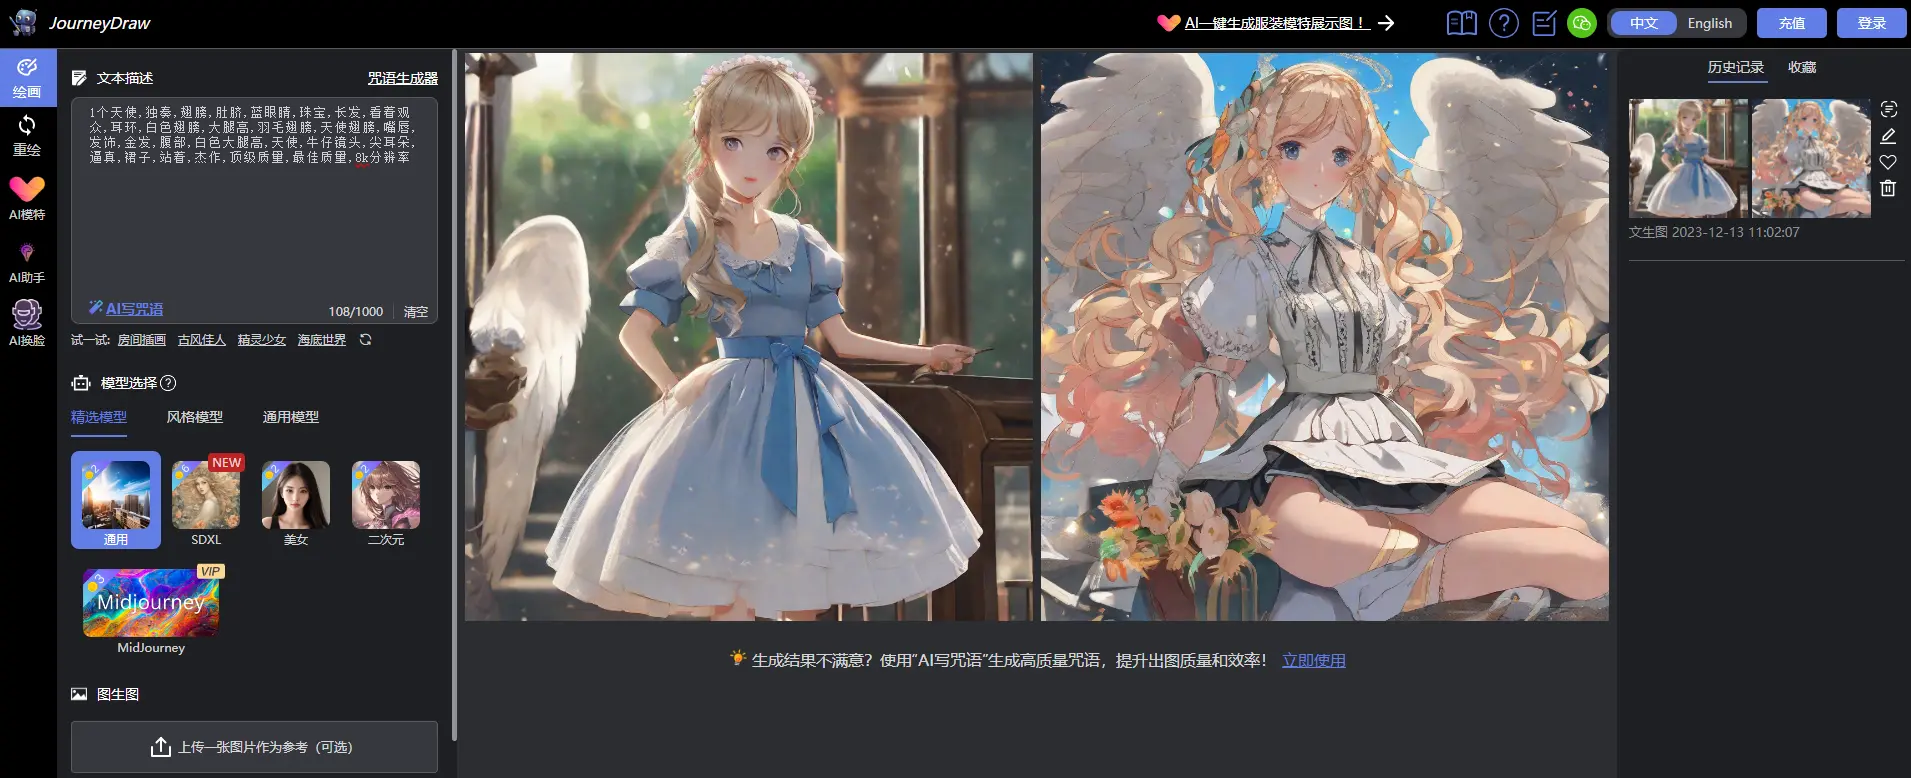 JourneyDraw
AI一键生成服装模特展示图！
中文
English
充值
登录
绘画
重绘
AI模特
AI助手
AI换脸
文本描述
咒语生成器
1个天使,独奏,翅膀,肚脐,蓝眼睛,珠宝,长发,看着观
众,耳环,白色翅膀,大腿高,羽毛翅膀,天使翅膀,嘴唇,
发饰,金发,腹部,白色大腿高,天使,牛仔镜头,尖耳朵,
逼真,裙子,站着,杰作,顶级质量,最佳质量,8k分辨率
AI写咒语
108/1000
清空
试一试: 房间插画 古风佳人 精灵少女 海底世界
模型选择
精选模型
风格模型
通用模型
2
通用
6
NEW
SDXL
2
美女
2
二次元
3
VIP
Midjourney
MidJourney
图生图
上传一张图片作为参考（可选）
生成结果不满意？使用“AI写咒语”生成高质量咒语，提升出图质量和效率！ 立即使用
历史记录
收藏
文生图 2023-12-13 11:02:07